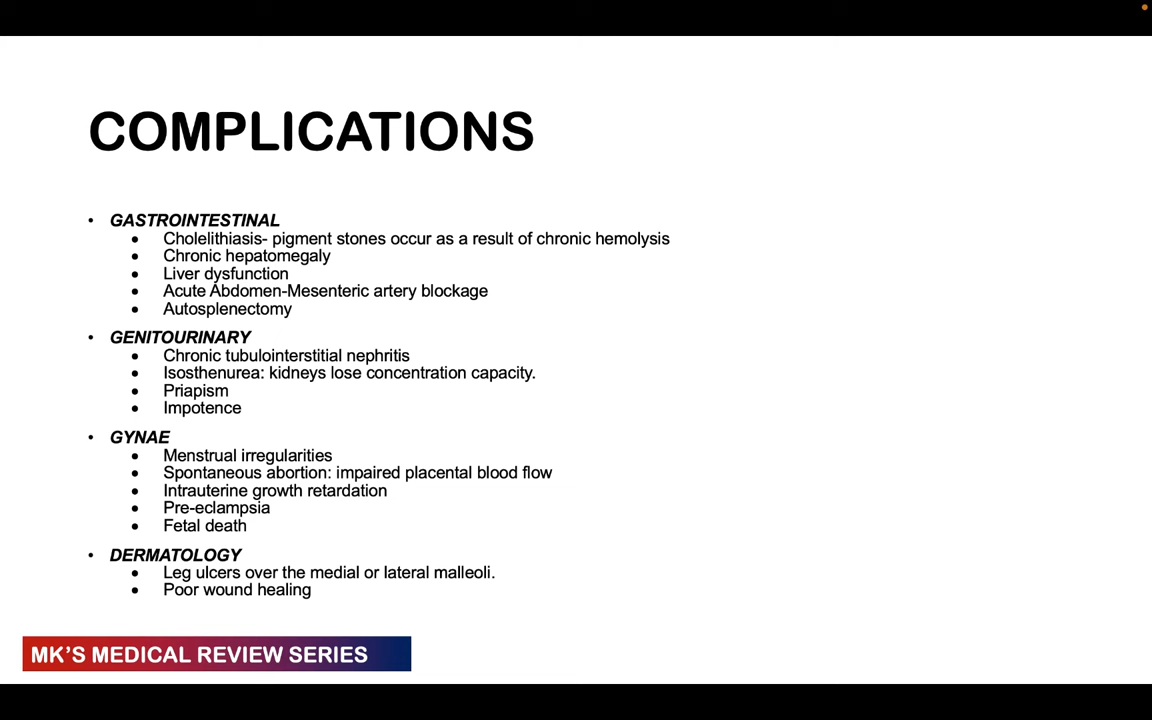 COMPLICATIONS
• GASTROINTESTINAL
• Cholelithiasis- pigment stones occur as a result of chronic hemolysis
• Chronic hepatomegaly
• Liver dysfunction
• Acute Abdomen-Mesenteric artery blockage
• Autosplenectomy
• GENITOURINARY
• Chronic tubulointerstitial nephritis
• Isosthenurea: kidneys lose concentration capacity.
• Priapism
• Impotence
• GYNAE
• Menstrual irregularities
• Spontaneous abortion: impaired placental blood flow
• Intrauterine growth retardation
• Pre-eclampsia
• Fetal death
• DERMATOLOGY
• Leg ulcers over the medial or lateral malleoli.
• Poor wound healing
MK'S MEDICAL REVIEW SERIES